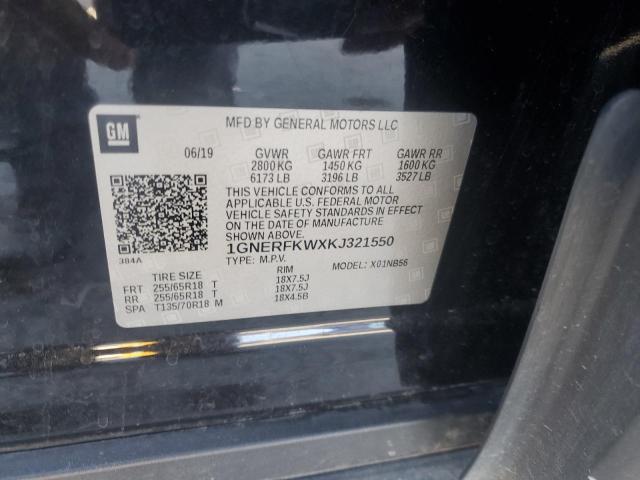 GM
MFD BY GENERAL MOTORS LLC
06/19 GVWR GAWR FRT GAWR RR
2800 KG 1450 KG 1600 KG
6173 LB 3196 LB 3527 LB
THIS VEHICLE CONFORMS TO ALL
APPLICABLE U.S. FEDERAL MOTOR
VEHICLE SAFETY STANDARDS IN EFFECT
ON THE DATE OF MANUFACTURE
SHOWN ABOVE.
384A 1GNERFKWXKJ321550
TYPE: M.P.V. MODEL: X01NB56
TIRE SIZE RIM
FRT 255/65R18 T 18X7.5J
RR 255/65R18 T 18X7.5J
SPA T135/70R18 M 18X4.5B